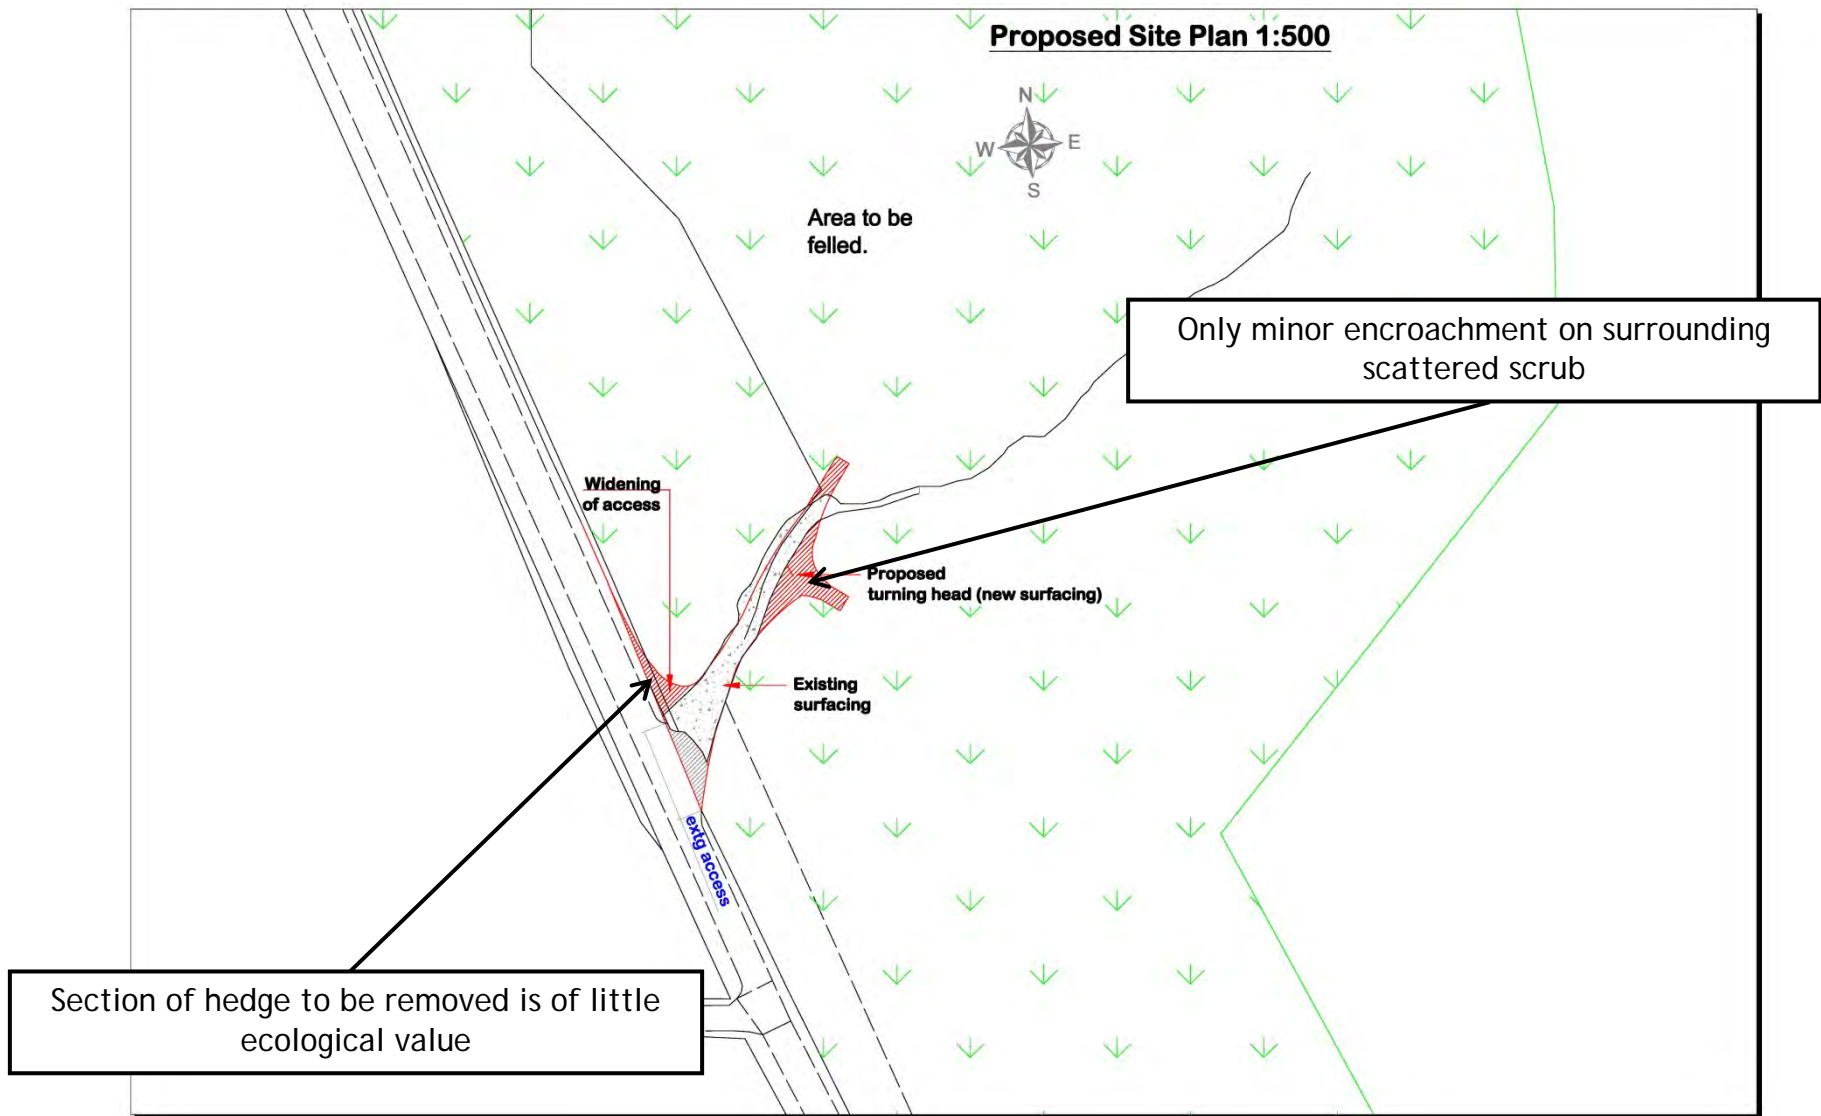 Proposed Site Plan 1:500
N
W
E
S
Area to be
felled.
Only minor encroachment on surrounding
scattered scrub
Widening
of access
Proposed
turning head (new surfacing)
Existing
surfacing
extg access
Section of hedge to be removed is of little
ecological value